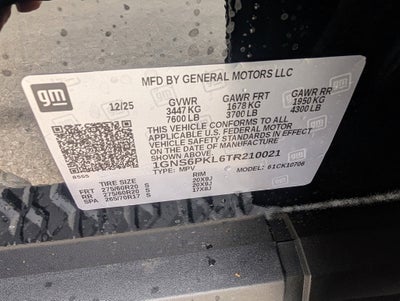 gm
MFD BY GENERAL MOTORS LLC
12/25 GVWR GAWR FRT GAWR RR
3447 KG 1678 KG 1950 KG
7600 LB 3700 LB 4300 LB
THIS VEHICLE CONFORMS TO ALL
APPLICABLE U.S. FEDERAL MOTOR
VEHICLE SAFETY STANDARDS IN EFFECT
ON THE DATE OF MANUFACTURE
SHOWN ABOVE.
1GNS6PKL6TR210021
TYPE: MPV MODEL: 61CK10706
TIRE SIZE RIM
FRT 275/60R20 S 20X9J
RR 275/60R20 S 20X9J
SPA 265/70R17 S 17X8J